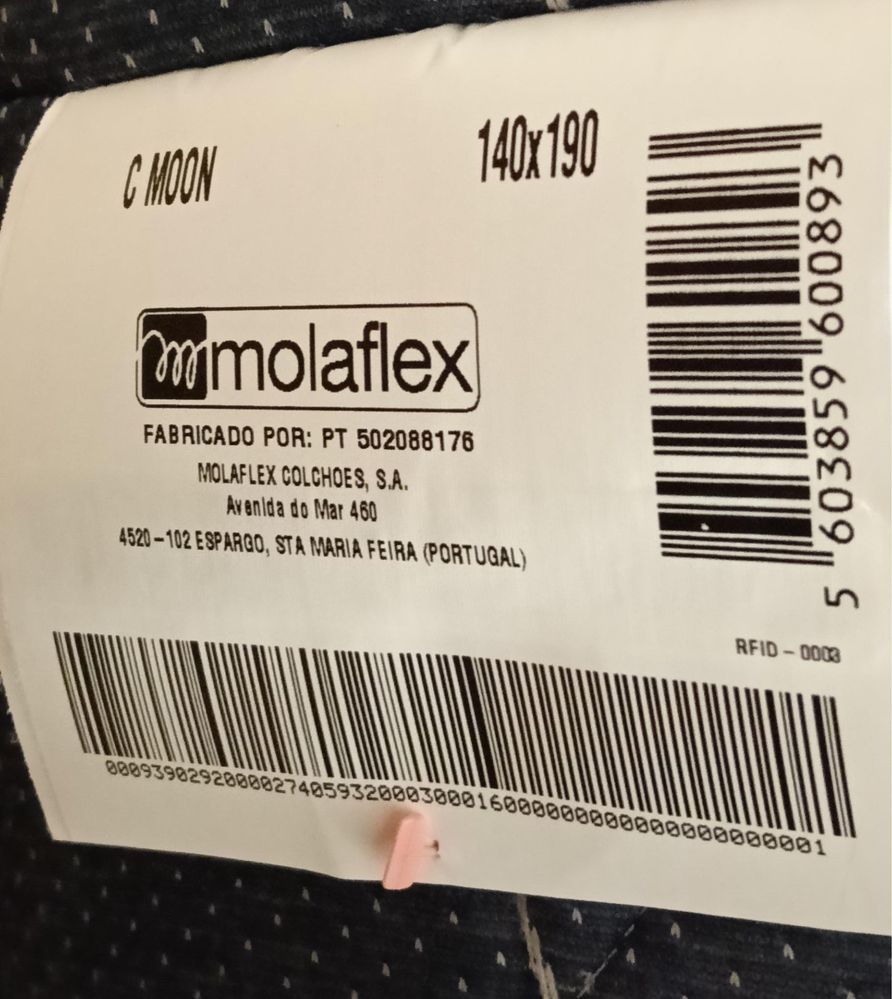 C MOON
140x190
molaflex
FABRICADO POR: PT 502088176
MOLAFLEX COLCHOES, S.A.
Avenida do Mar 460
4520-102 ESPARGO, STA MARIA FEIRA (PORTUGAL)
5 603859 600893
RFID - 0003